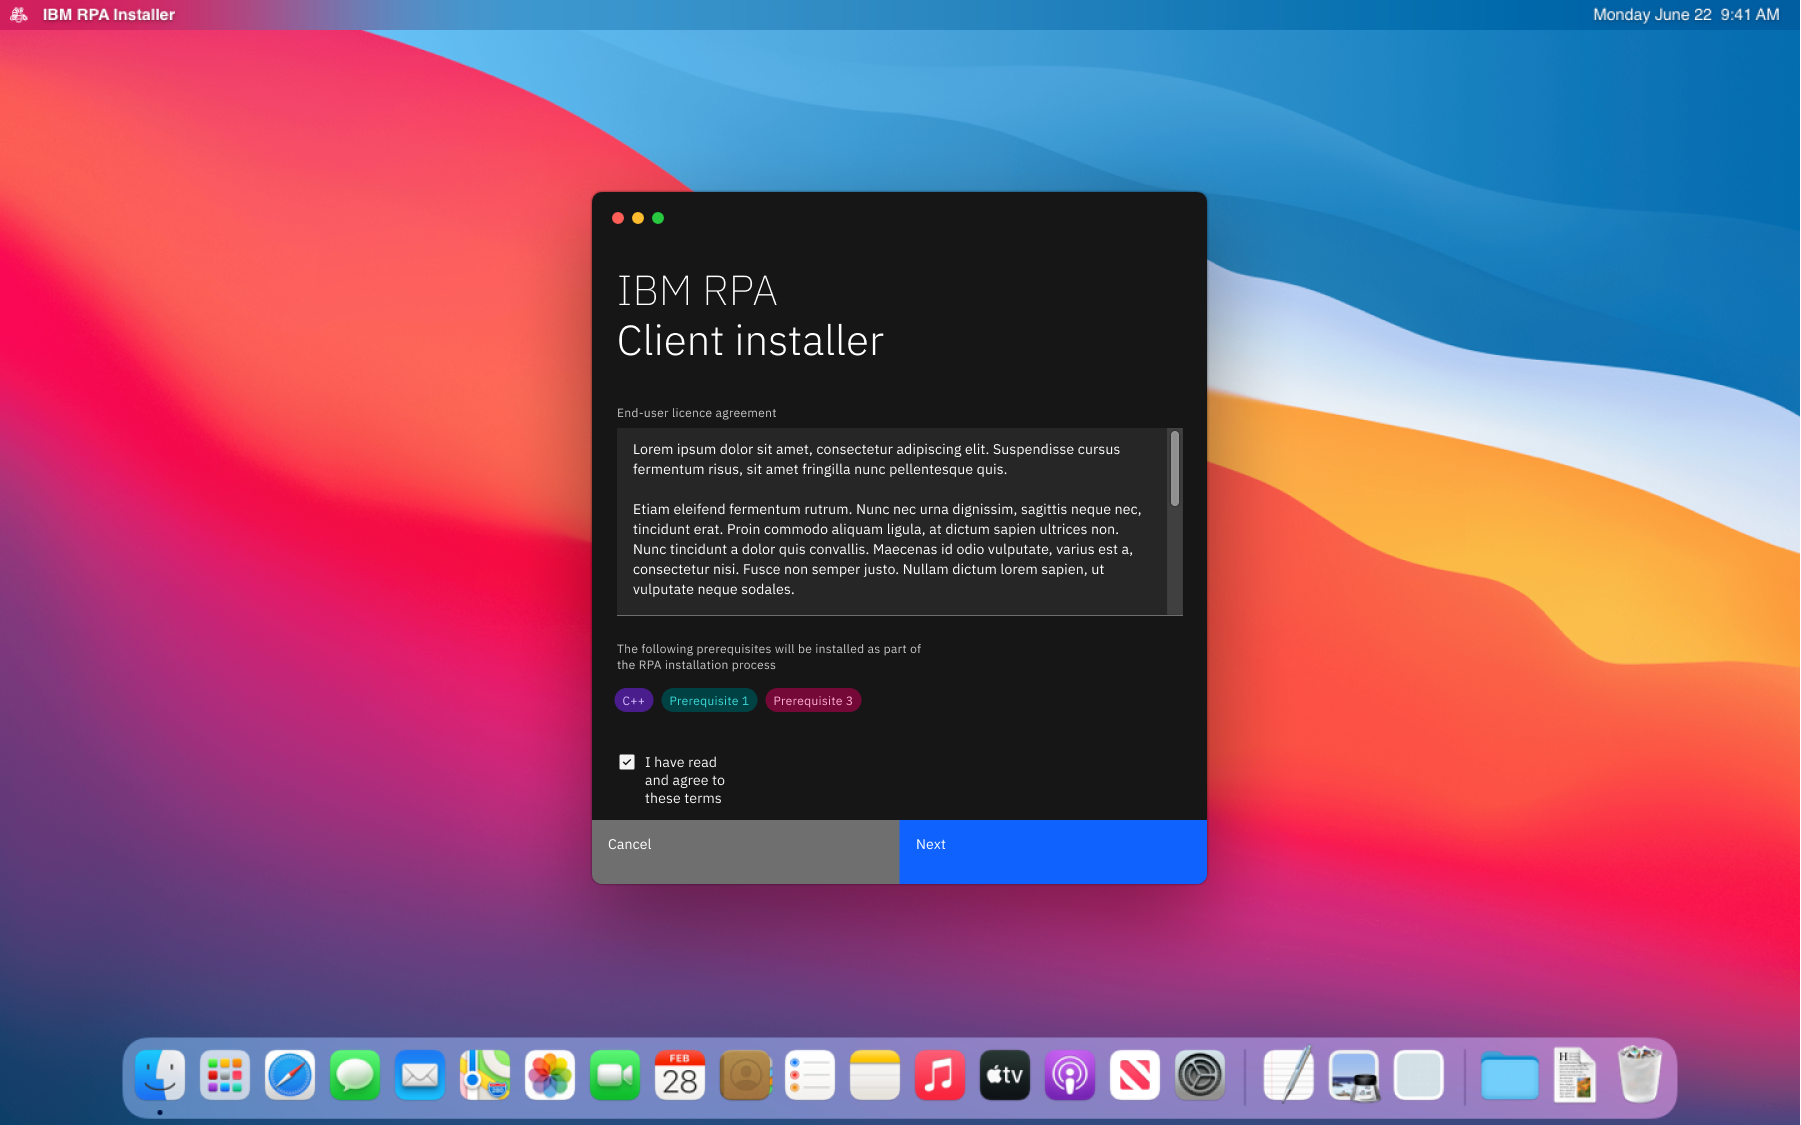 IBM RPA Installer
Monday June 22 9:41 AM
IBM RPA
Client installer
End-user licence agreement
Lorem ipsum dolor sit amet, consectetur adipiscing elit. Suspendisse cursus
fermentum risus, sit amet fringilla nunc pellentesque quis.
Etiam eleifend fermentum rutrum. Nunc nec urna dignissim, sagittis neque nec,
tincidunt erat. Proin commodo aliquam ligula, at dictum sapien ultrices non.
Nunc tincidunt a dolor quis convallis. Maecenas id odio vulputate, varius est a,
consectetur nisi. Fusce non semper justo. Nullam dictum lorem sapien, ut
vulputate neque sodales.
The following prerequisites will be installed as part of
the RPA installation process
C++ Prerequisite 1 Prerequisite 3
I have read
and agree to
these terms
Cancel
Next
FEB
28
tv